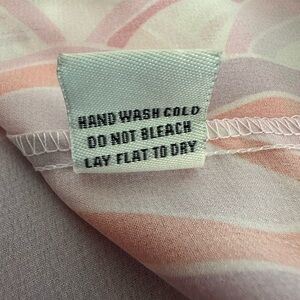 HAND WASH COLD
DO NOT BLEACH
LAY FLAT TO DRY